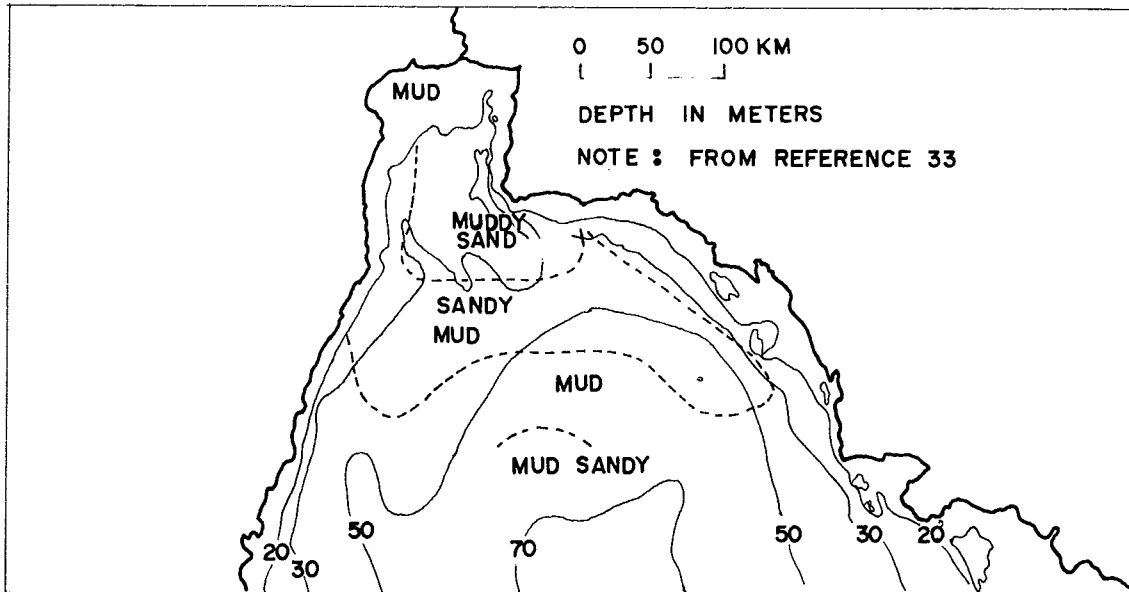 0 50 100 KM
DEPTH IN METERS
NOTE: FROM REFERENCE 33
MUD
MUDDY
SAND
SANDY
MUD
MUD
MUD SANDY
20
30
50
70
50
30
20